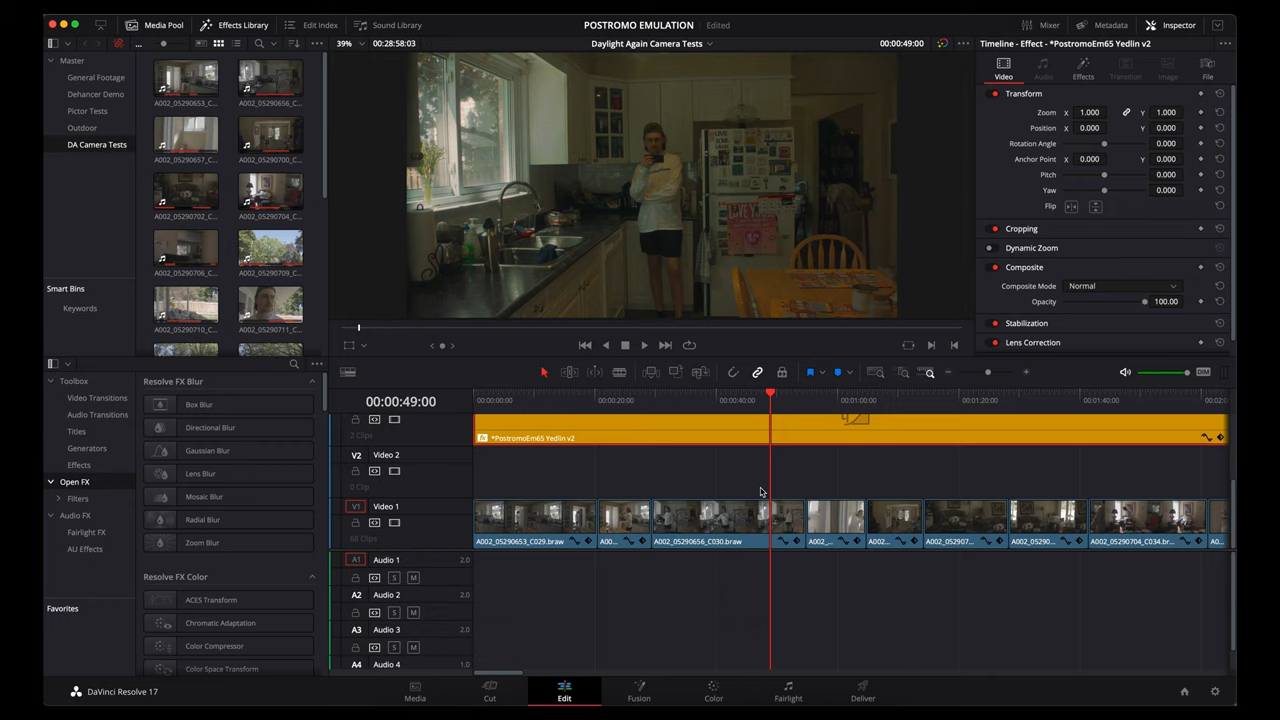 Media Pool
Effects Library
Edit Index
Sound Library
POSTROMO EMULATION
Edited
Mixer
Metadata
Inspector
39%
00:28:58:03
Daylight Again Camera Tests
00:00:49:00
Timeline - Effect - *PostromoEm65 Yedlin v2
Master
General Footage
Dehancer Demo
Pictor Tests
Outdoor
DA Camera Tests
Smart Bins
Keywords
A002_05290653_C...
A002_05290656_C...
A002_05290657_C...
A002_05290700_C...
A002_05290702_C...
A002_05290704_C...
A002_05290706_C...
A002_05290709_C...
A002_05290710_C...
A002_05290711_C...
Video
Audio
Effects
Transition
Image
File
Transform
Zoom X 1.000 Y 1.000
Position X 0.000 Y 0.000
Rotation Angle 0.000
Anchor Point X 0.000 Y 0.000
Pitch 0.000
Yaw 0.000
Flip
Cropping
Dynamic Zoom
Composite
Composite Mode Normal
Opacity 100.00
Stabilization
Lens Correction
Toolbox
Video Transitions
Audio Transitions
Titles
Generators
Effects
Open FX
Filters
Audio FX
Fairlight FX
AU Effects
Favorites
Resolve FX Blur
Box Blur
Directional Blur
Gaussian Blur
Lens Blur
Mosaic Blur
Radial Blur
Zoom Blur
Resolve FX Color
ACES Transform
Chromatic Adaptation
Color Compressor
Color Space Transform
DIM
00:00:49:00
00:00:00:00
00:00:20:00
00:00:40:00
00:01:00:00
00:01:20:00
00:01:40:00
00:02:0
2 Clips
fx *PostromoEm65 Yedlin v2
V2 Video 2
0 Clip
V1 Video 1
68 Clips
A002_05290653_C029.braw
A00...
A002_05290656_C030.braw
A002_...
A002...
A002_052907...
A002_05290...
A002_05290704_C034.br...
A0...
A1 Audio 1 2.0
S M
A2 Audio 2 2.0
S M
A3 Audio 3 2.0
S M
A4 Audio 4 1.0
DaVinci Resolve 17
Media
Cut
Edit
Fusion
Color
Fairlight
Deliver